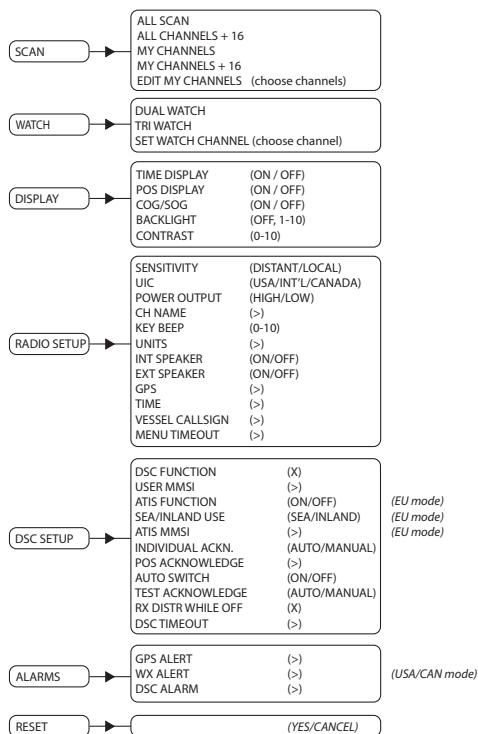 SCAN
ALL SCAN
ALL CHANNELS + 16
MY CHANNELS
MY CHANNELS + 16
EDIT MY CHANNELS (choose channels)
WATCH
DUAL WATCH
TRI WATCH
SET WATCH CHANNEL (choose channel)
DISPLAY
TIME DISPLAY (ON / OFF)
POS DISPLAY (ON / OFF)
COG/SOG (ON / OFF)
BACKLIGHT (OFF, 1-10)
CONTRAST (0-10)
RADIO SETUP
SENSITIVITY (DISTANT/LOCAL)
UIC (USA/INT'L/CANADA)
POWER OUTPUT (HIGH/LOW)
CH NAME (>)
KEY BEEP (0-10)
UNITS (>)
INT SPEAKER (ON/OFF)
EXT SPEAKER (ON/OFF)
GPS (>)
TIME (>)
VESSEL CALLSIGN (>)
MENU TIMEOUT (>)
DSC SETUP
DSC FUNCTION (X)
USER MMSI (>)
ATIS FUNCTION (ON/OFF) (EU mode)
SEA/INLAND USE (SEA/INLAND) (EU mode)
ATIS MMSI (>) (EU mode)
INDIVIDUAL ACKN. (AUTO/MANUAL)
POS ACKNOWLEDGE (>)
AUTO SWITCH (ON/OFF)
TEST ACKNOWLEDGE (AUTO/MANUAL)
RX DISTR WHILE OFF (X)
DSC TIMEOUT (>)
ALARMS
GPS ALERT (>)
WX ALERT (>) (USA/CAN mode)
DSC ALARM (>)
RESET
(YES/CANCEL)